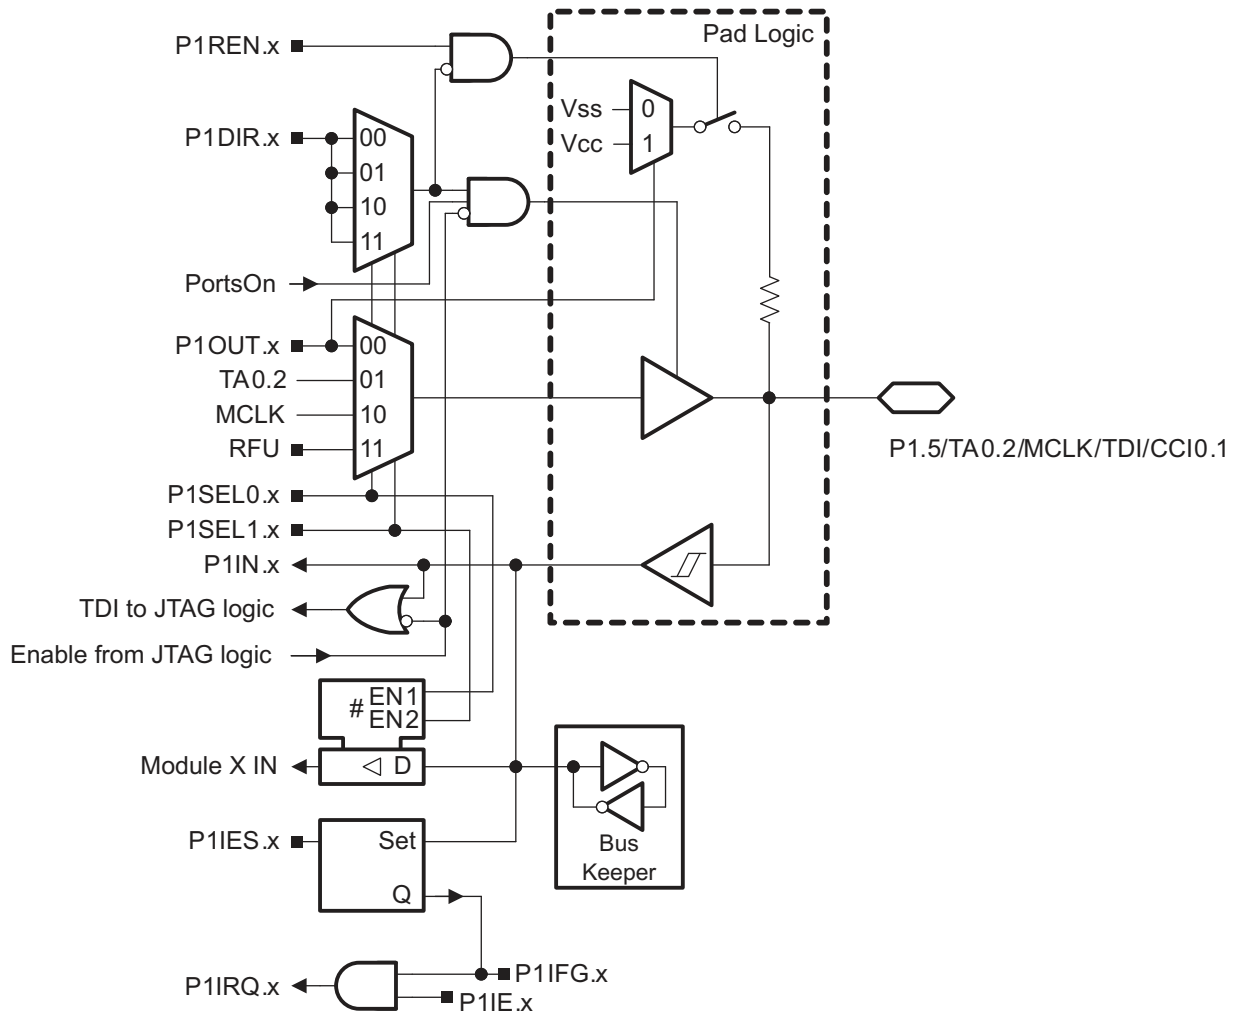 P1REN.x
Pad Logic
Vss
0
Vcc
1
P1DIR.x
00
01
10
11
PortsOn
P1OUT.x
00
TA0.2
01
MCLK
10
RFU
11
P1.5/TA0.2/MCLK/TDI/CCI0.1
P1SEL0.x
P1SEL1.x
P1IN.x
TDI to JTAG logic
Enable from JTAG logic
# EN1
EN2
Module X IN
D
P1IES.x
Set
Q
Bus
Keeper
P1IRQ.x
P1IFG.x
P1IE.x